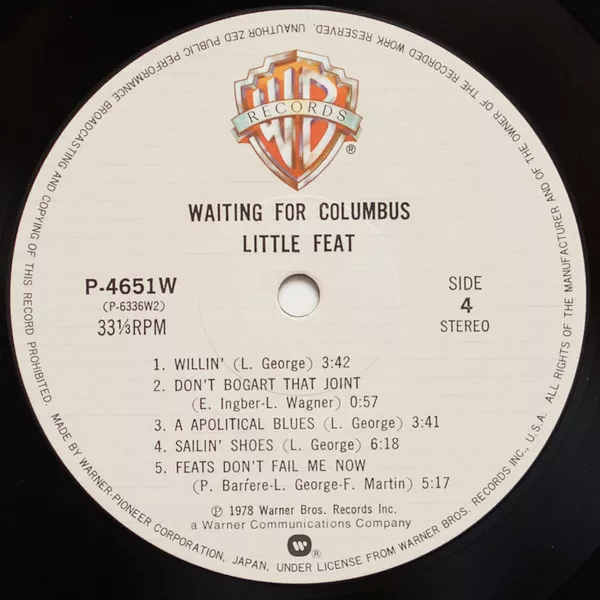 WB
RECORDS
®
WAITING FOR COLUMBUS
LITTLE FEAT
P-4651W
(P-6336W2)
33⅓RPM
SIDE
4
STEREO
1. WILLIN' (L. George) 3:42
2. DON'T BOGART THAT JOINT
(E. Ingber-L. Wagner) 0:57
3. A APOLITICAL BLUES (L. George) 3:41
4. SAILIN' SHOES (L. George) 6:18
5. FEATS DON'T FAIL ME NOW
(P. Barŕere-L. George-F. Martin) 5:17
℗ 1978 Warner Bros. Records Inc.
a Warner Communications Company
®
MADE BY WARNER-PIONEER CORPORATION, JAPAN, UNDER LICENSE FROM WARNER BROS. RECORDS INC., U.S.A. ALL RIGHTS OF THE MANUFACTURER AND OF THE OWNER OF THE RECORDED WORK RESERVED. UNAUTHOR ZED PUBLIC PERFORMANCE BROADCASTING AND COPYING OF THIS RECORD PROHIBITED.